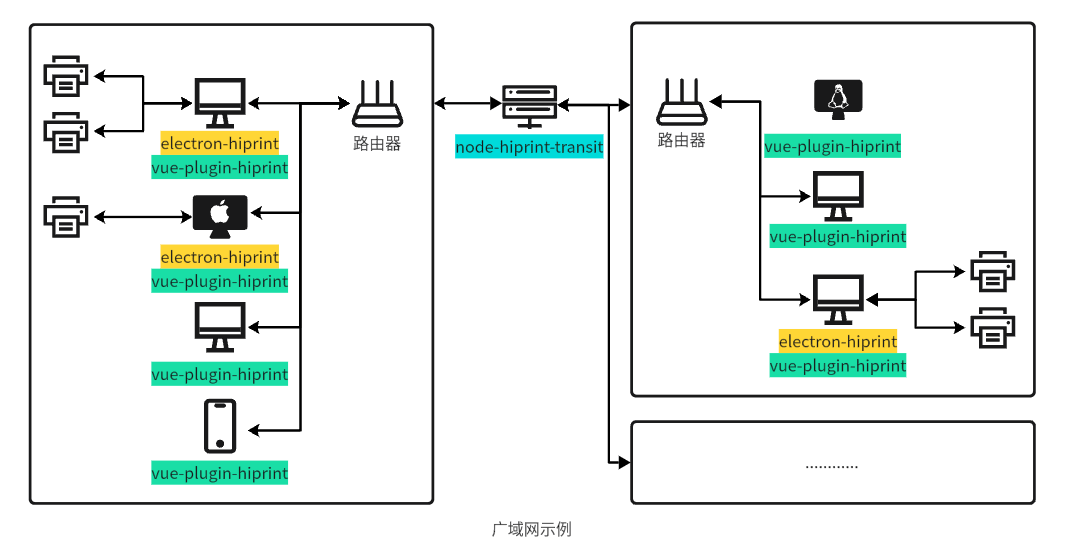 electron-hiprint
vue-plugin-hiprint
electron-hiprint
vue-plugin-hiprint
vue-plugin-hiprint
vue-plugin-hiprint
路由器
node-hiprint-transit
路由器
vue-plugin-hiprint
vue-plugin-hiprint
electron-hiprint
vue-plugin-hiprint
............
广域网示例